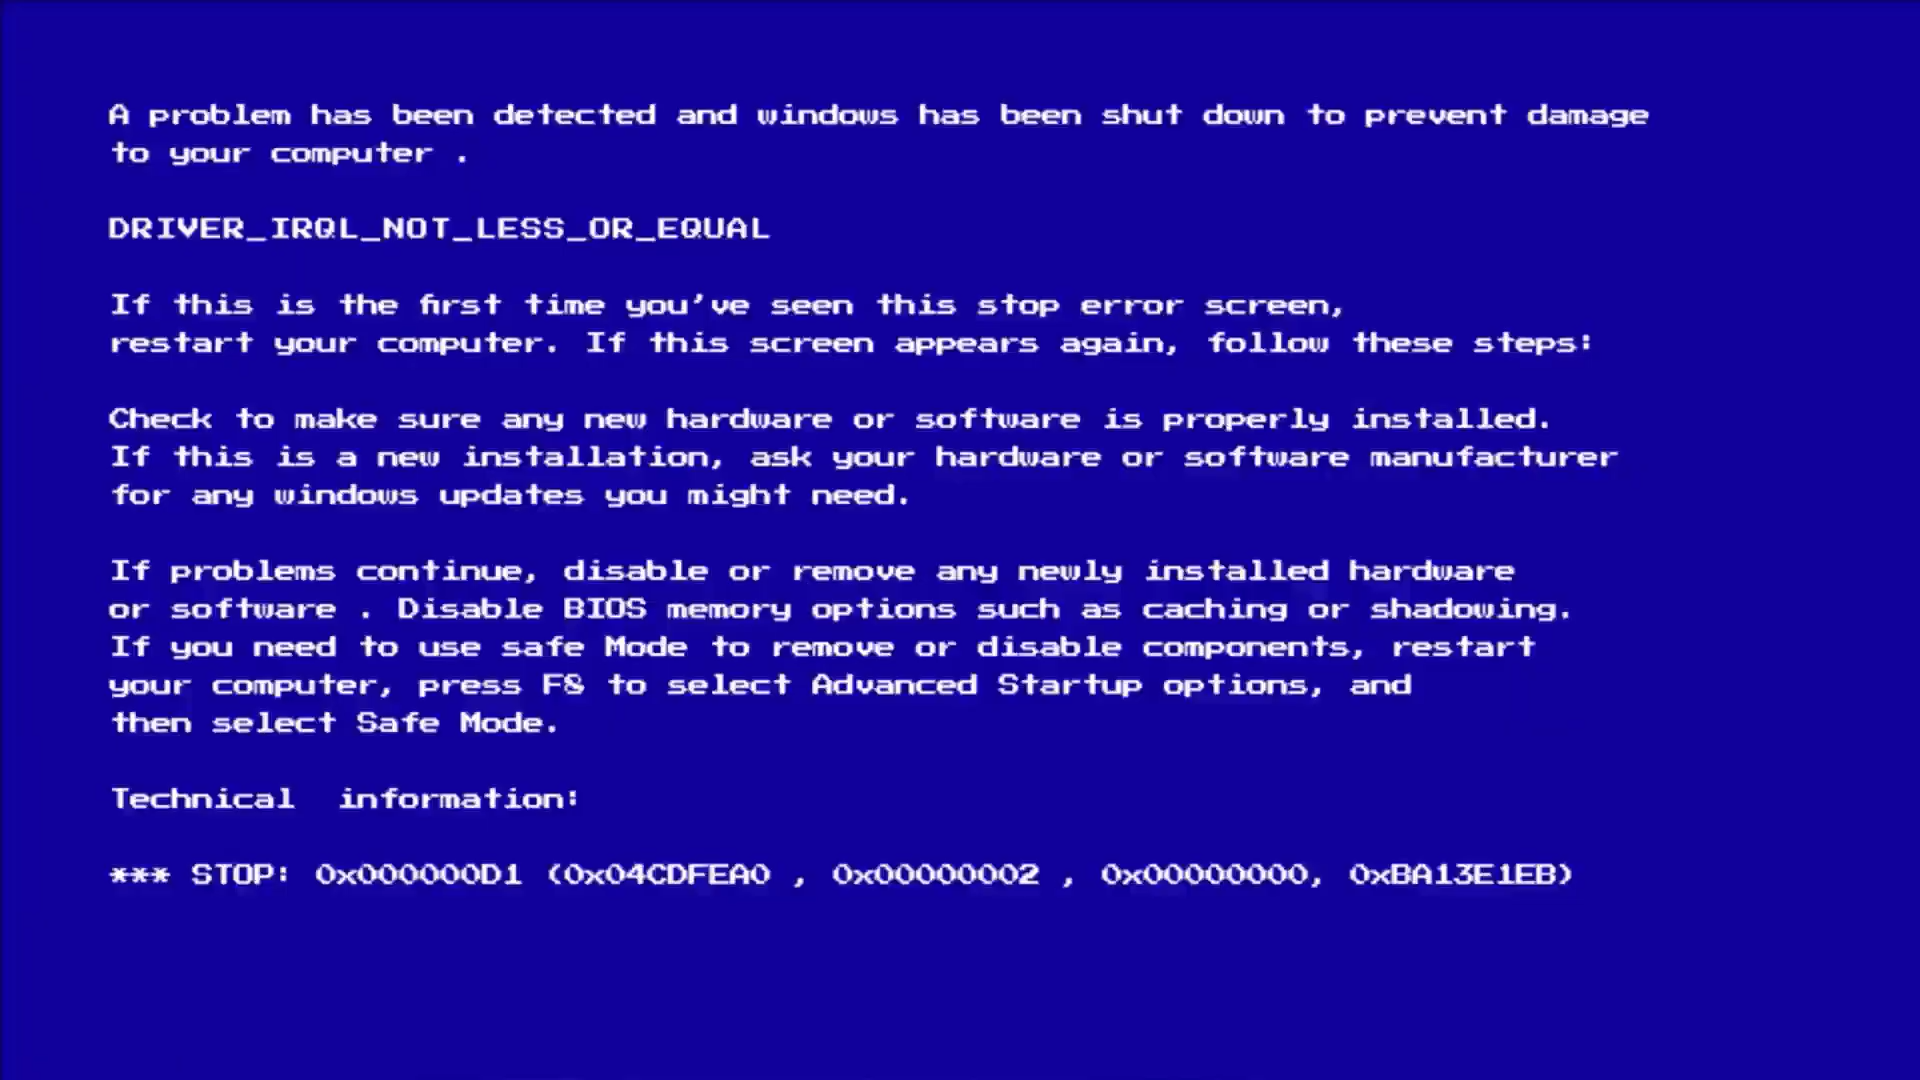 A problem has been detected and windows has been shut down to prevent damage
to your computer .
DRIVER_IRQL_NOT_LESS_OR_EQUAL
If this is the first time you've seen this stop error screen,
restart your computer. If this screen appears again, follow these steps:
Check to make sure any new hardware or software is properly installed.
If this is a new installation, ask your hardware or software manufacturer
for any windows updates you might need.
If problems continue, disable or remove any newly installed hardware
or software . Disable BIOS memory options such as caching or shadowing.
If you need to use safe Mode to remove or disable components, restart
your computer, press F& to select Advanced Startup options, and
then select Safe Mode.
Technical  information:
*** STOP: 0x000000D1 (0x04CDFEA0 , 0x00000002 , 0x00000000, 0xBA13E1EB)